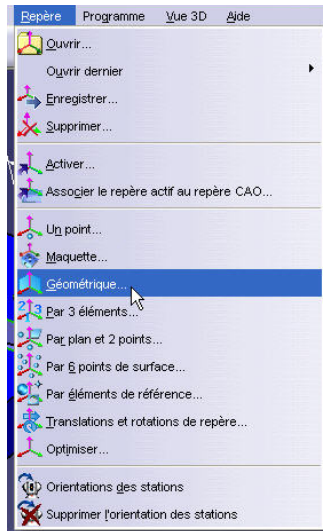 Repère Programme Vue 3D Aide
Ouvrir...
Ouvrir dernier
Enregistrer...
Supprimer...
Activer...
Associer le repère actif au repère CAO...
Un point...
Maquette...
Géométrique...
Par 3 éléments...
Par plan et 2 points...
Par 6 points de surface...
Par éléments de référence...
Translations et rotations de repère...
Optimiser...
Orientations des stations
Supprimer l'orientation des stations